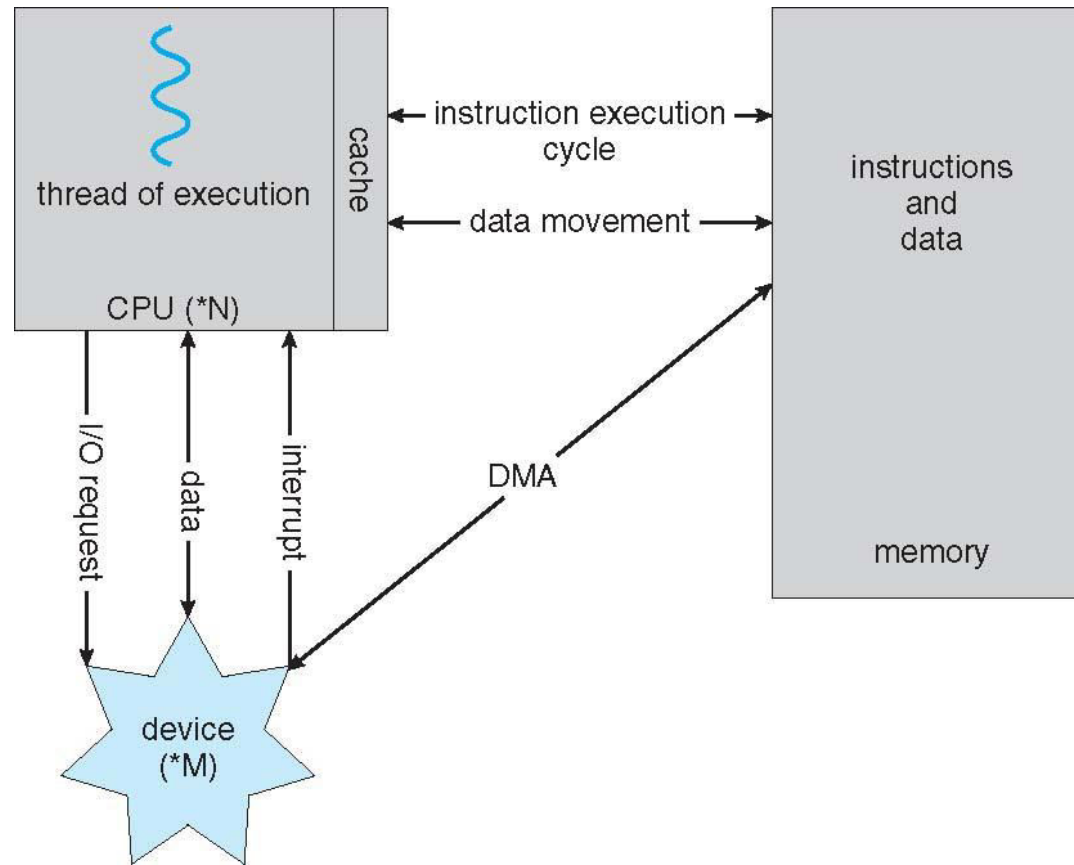 thread of execution
CPU (*N)
cache
instruction execution
cycle
data movement
instructions
and
data
memory
I/O request
data
interrupt
DMA
device
(*M)